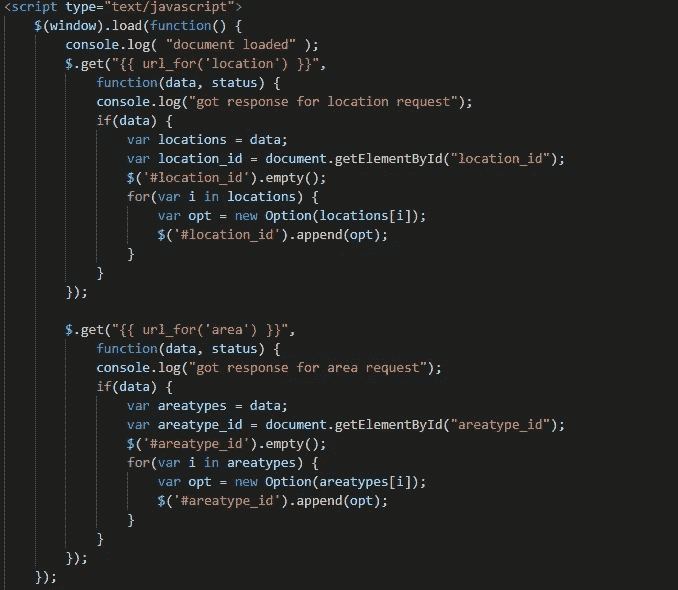 <script type="text/javascript">
    $(window).load(function() {
        console.log( "document loaded" );
        $.get("{{ url_for('location') }}",
            function(data, status) {
            console.log("got response for location request");
            if(data) {
                var locations = data;
                var location_id = document.getElementById("location_id");
                $('#location_id').empty();
                for(var i in locations) {
                    var opt = new Option(locations[i]);
                    $('#location_id').append(opt);
                }
            }
        });

        $.get("{{ url_for('area') }}",
            function(data, status) {
            console.log("got response for area request");
            if(data) {
                var areatypes = data;
                var areatype_id = document.getElementById("areatype_id");
                $('#areatype_id').empty();
                for(var i in areatypes) {
                    var opt = new Option(areatypes[i]);
                    $('#areatype_id').append(opt);
                }
            }
        });
    });